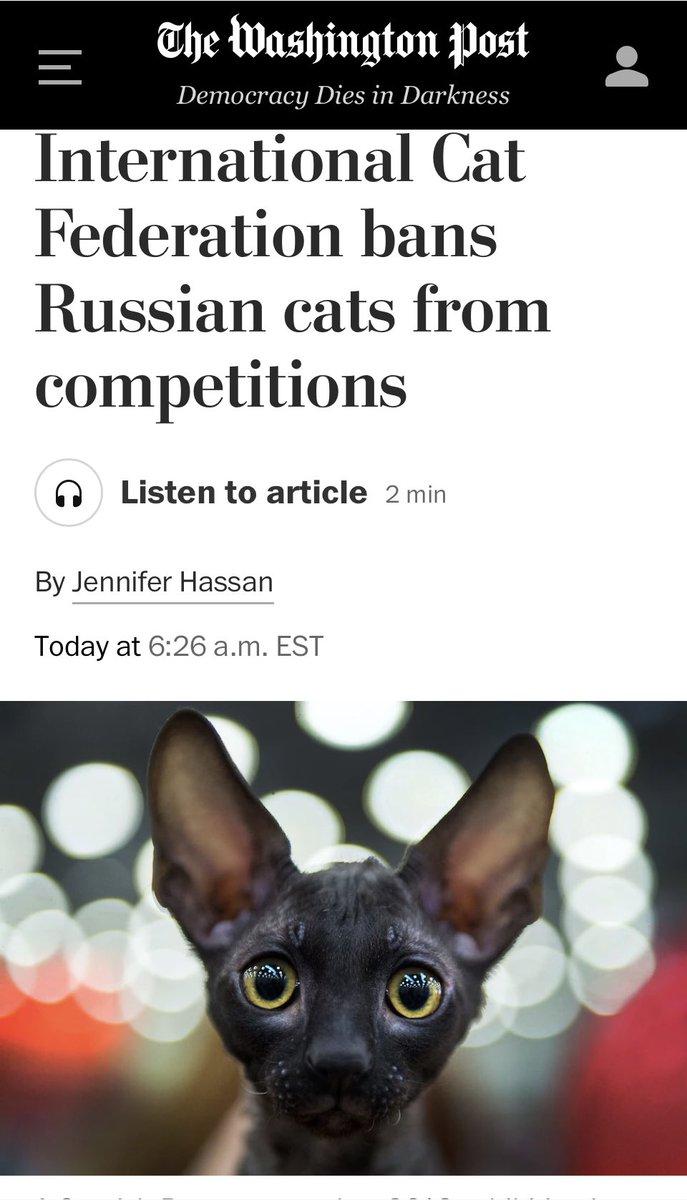 The Washington Post
Democracy Dies in Darkness
International Cat
Federation bans
Russian cats from
competitions
Listen to article 2 min
By Jennifer Hassan
Today at 6:26 a.m. EST